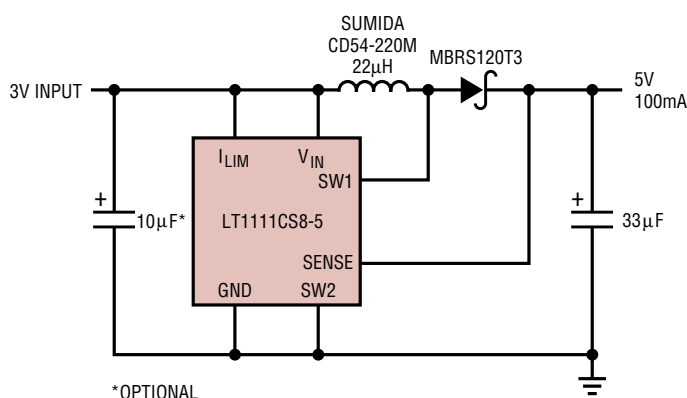 SUMIDA
CD54-220M
22µH
MBRS120T3
3V INPUT
5V
100mA
ILIM
VIN
SW1
+
10µF*
LT1111CS8-5
+
33µF
SENSE
GND
SW2
*OPTIONAL